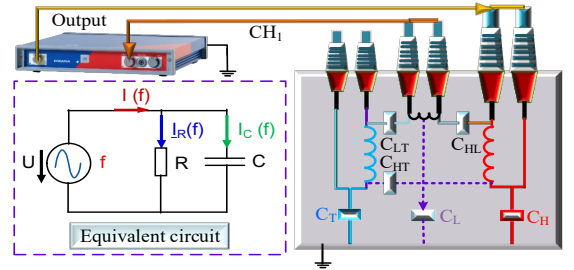 Output
CH1
I (f)
IR(f)
IC (f)
U
f
R
C
Equivalent circuit
CLT
CHT
CHL
CT
CL
CH